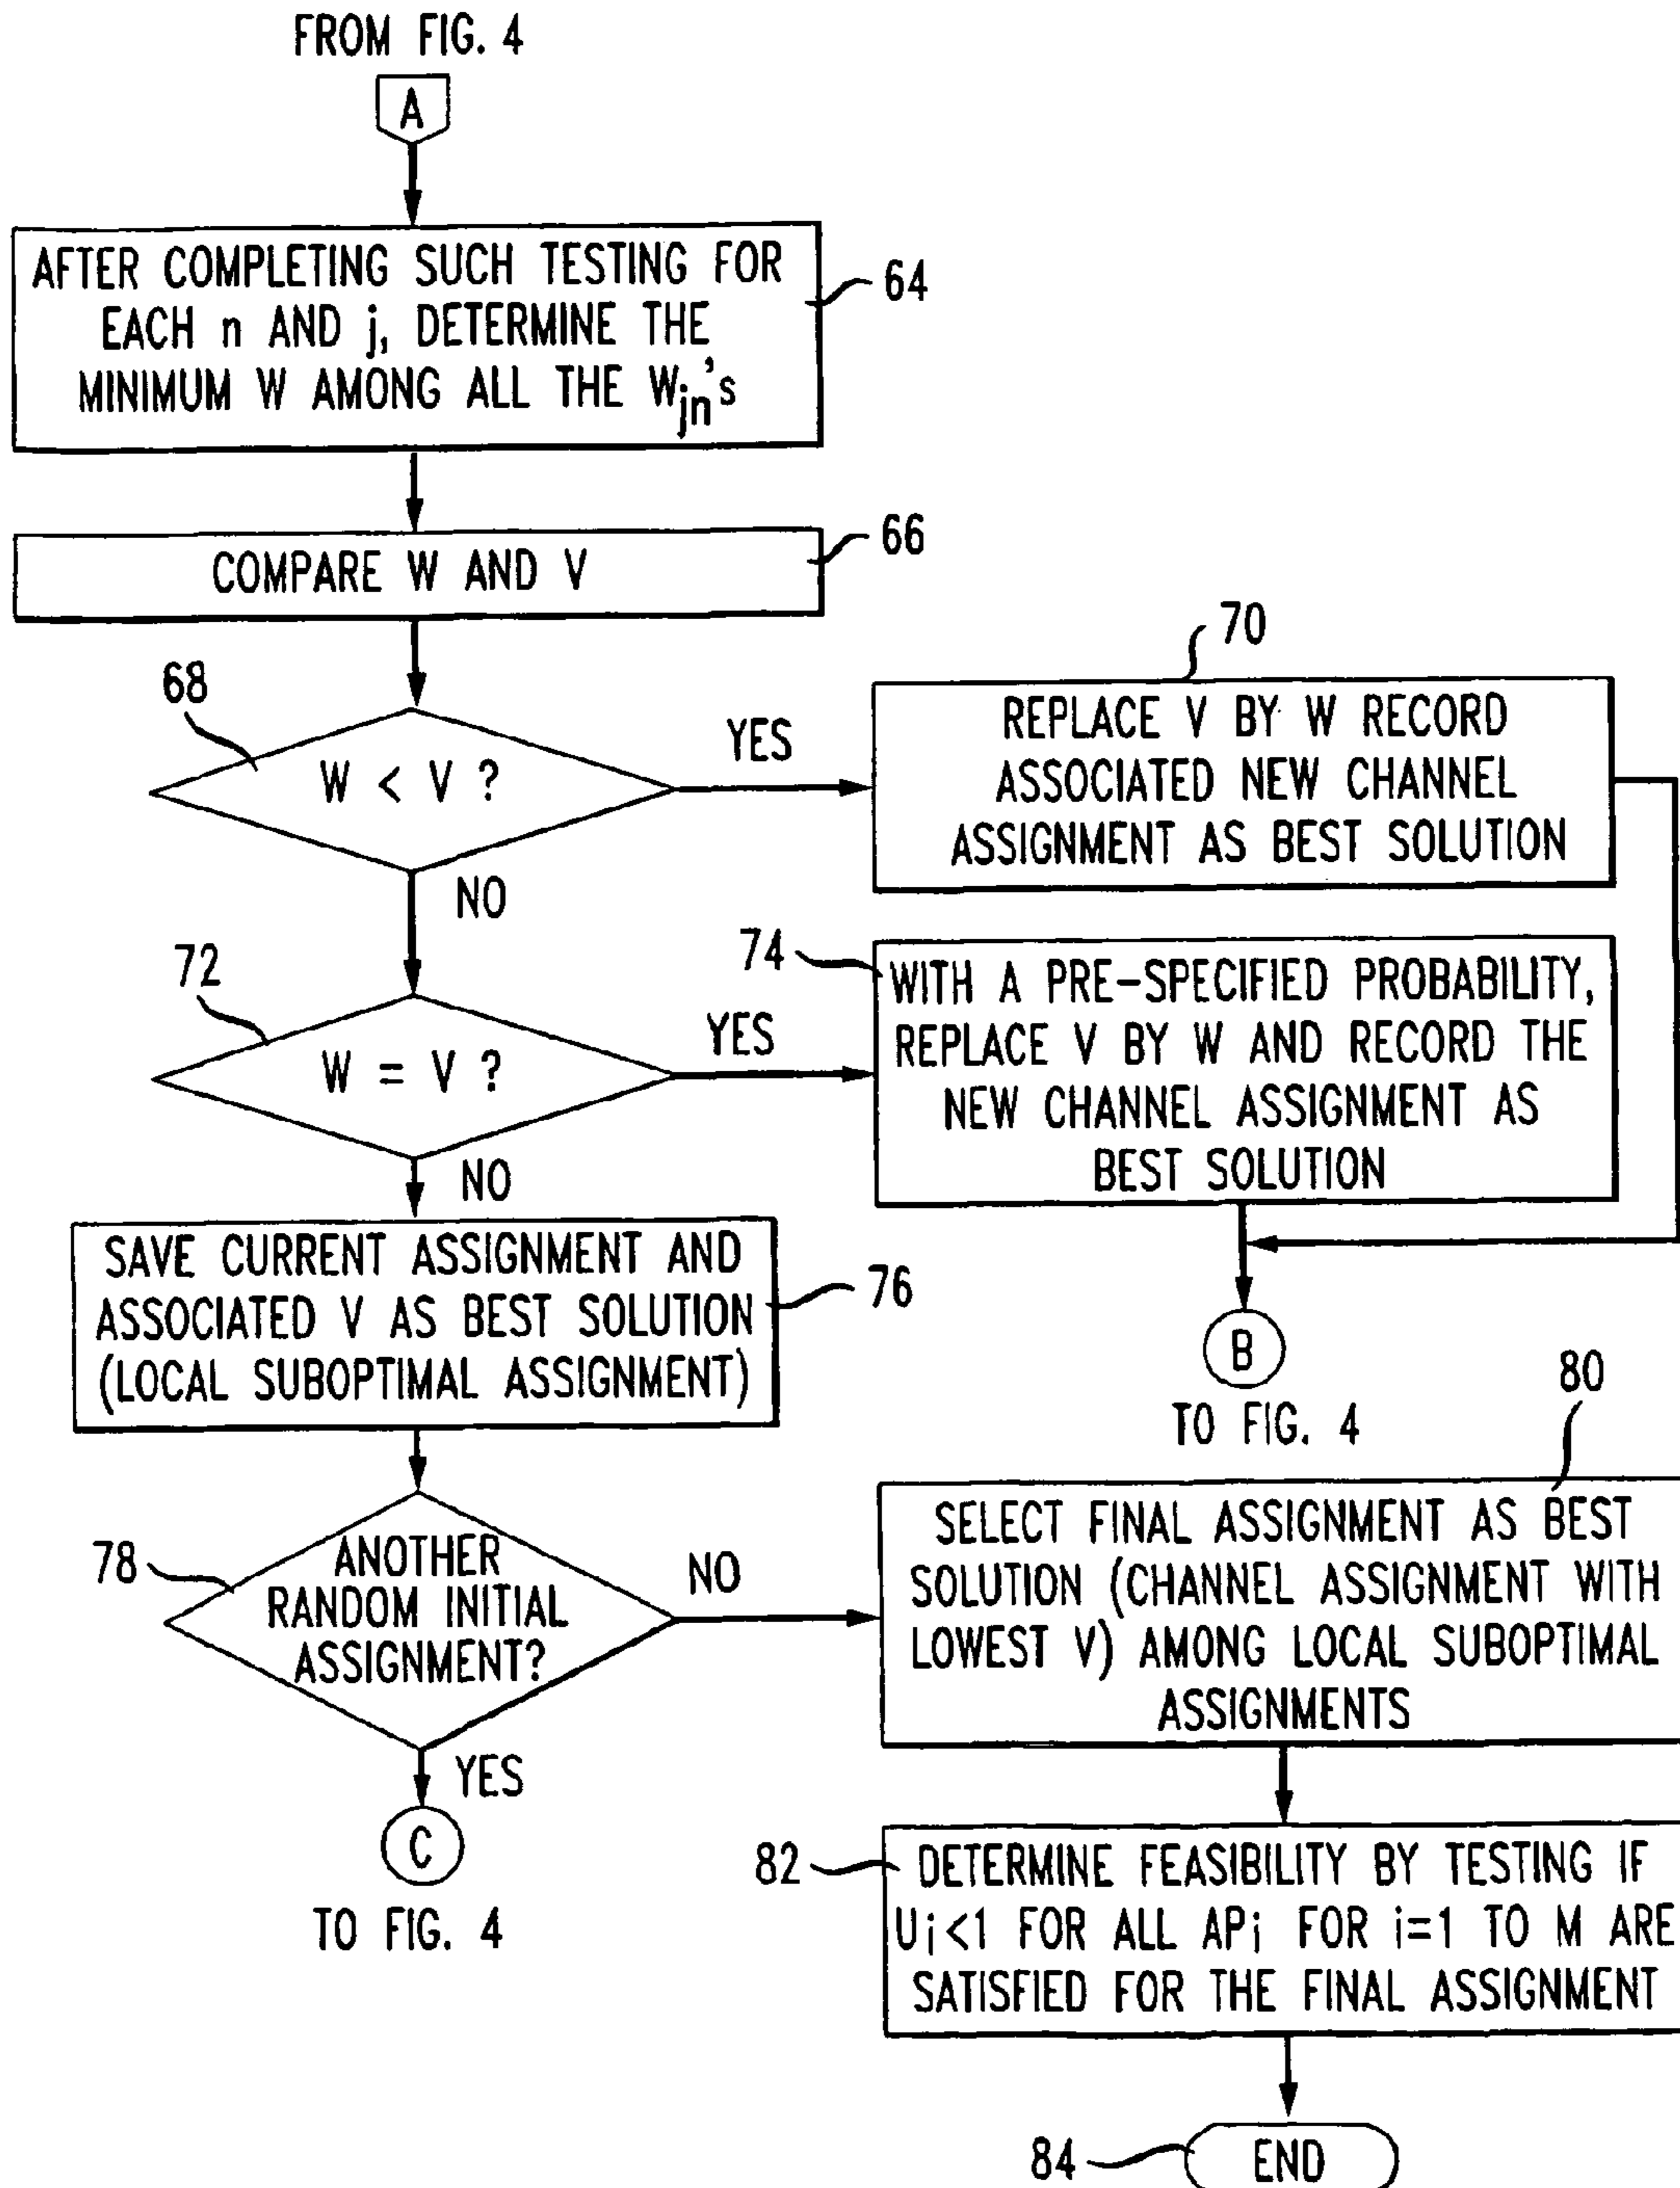 FROM FIG. 4
A
AFTER COMPLETING SUCH TESTING FOR
EACH n AND j, DETERMINE THE
MINIMUM W AMONG ALL THE Wjn's
64
COMPARE W AND V
66
68
W < V ?
YES
NO
70
REPLACE V BY W RECORD
ASSOCIATED NEW CHANNEL
ASSIGNMENT AS BEST SOLUTION
72
W = V ?
YES
NO
74
WITH A PRE-SPECIFIED PROBABILITY,
REPLACE V BY W AND RECORD THE
NEW CHANNEL ASSIGNMENT AS
BEST SOLUTION
B
TO FIG. 4
SAVE CURRENT ASSIGNMENT AND
ASSOCIATED V AS BEST SOLUTION
(LOCAL SUBOPTIMAL ASSIGNMENT)
76
78
ANOTHER
RANDOM INITIAL
ASSIGNMENT?
NO
YES
C
TO FIG. 4
80
SELECT FINAL ASSIGNMENT AS BEST
SOLUTION (CHANNEL ASSIGNMENT WITH
LOWEST V) AMONG LOCAL SUBOPTIMAL
ASSIGNMENTS
82
DETERMINE FEASIBILITY BY TESTING IF
Ui<1 FOR ALL APi FOR i=1 TO M ARE
SATISFIED FOR THE FINAL ASSIGNMENT
84
END